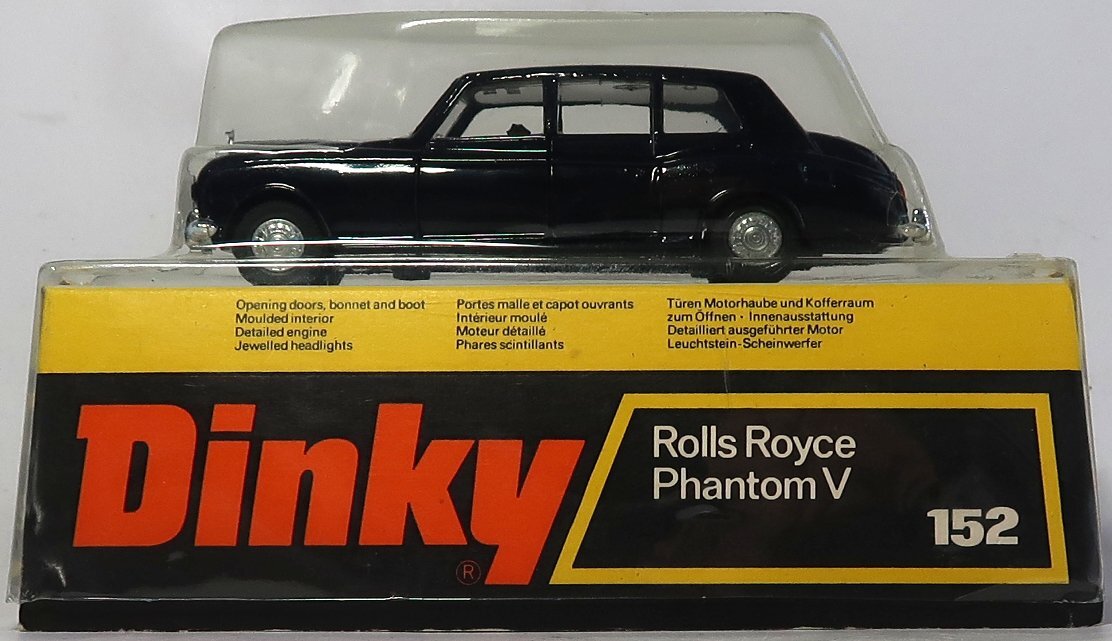 Opening doors, bonnet and boot
Moulded interior
Detailed engine
Jewelled headlights
Portes malle et capot ouvrants
Intérieur moulé
Moteur détaillé
Phares scintillants
Türen Motorhaube und Kofferraum
zum Öffnen · Innenausstattung
Detailliert ausgeführter Motor
Leuchtstein-Scheinwerfer
Dinky
®
Rolls Royce
Phantom V
152